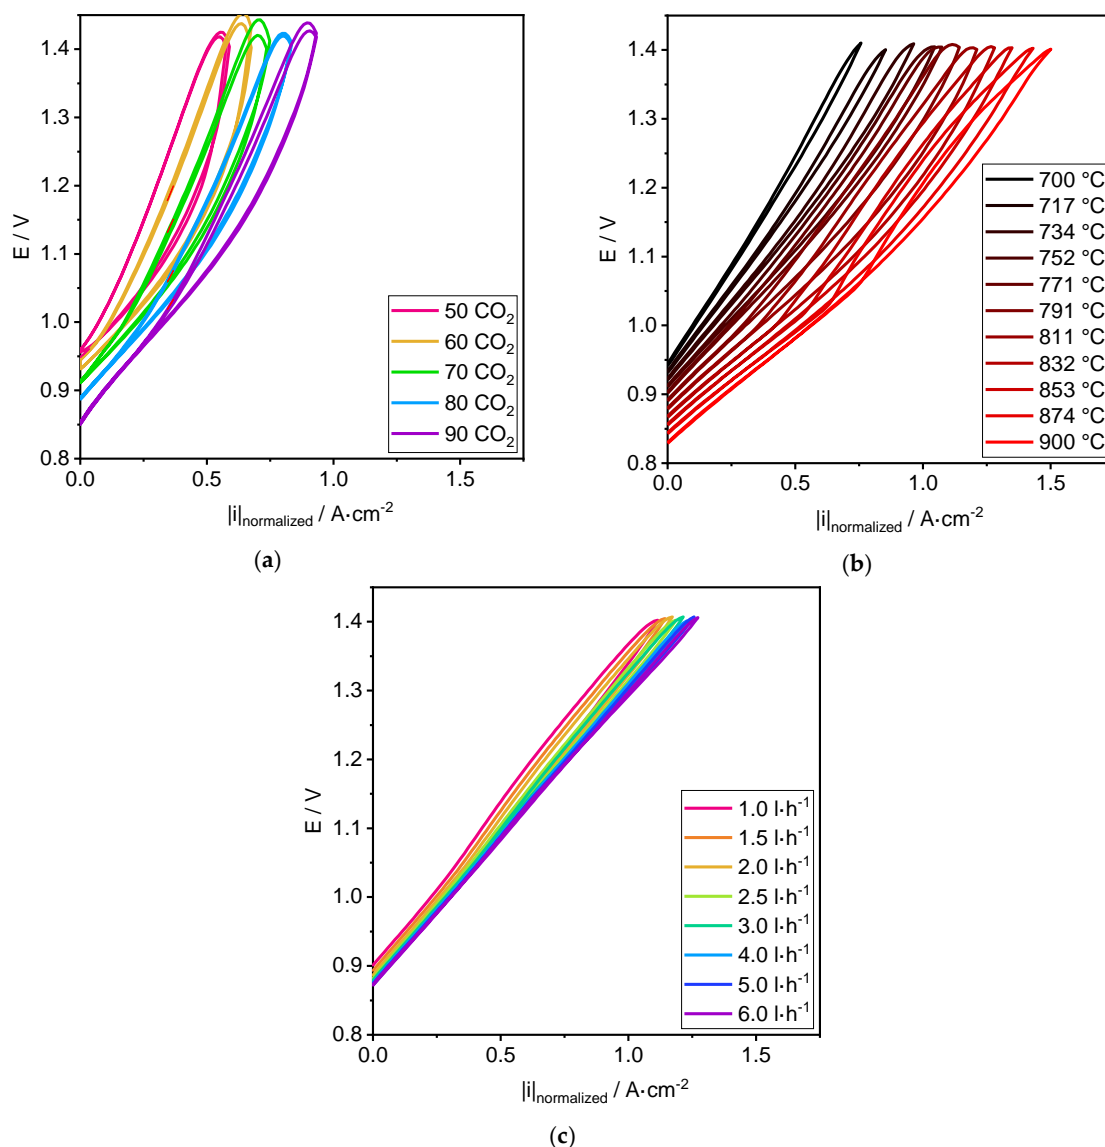 1.4
1.3
1.2
1.1
1.0
0.9
0.8
E / V
0.0 0.5 1.0 1.5
|i|normalized / A·cm-2
50 CO2
60 CO2
70 CO2
80 CO2
90 CO2
(a)
1.4
1.3
1.2
1.1
1.0
0.9
0.8
E / V
0.0 0.5 1.0 1.5
|i|normalized / A·cm-2
700 °C
717 °C
734 °C
752 °C
771 °C
791 °C
811 °C
832 °C
853 °C
874 °C
900 °C
(b)
1.4
1.3
1.2
1.1
1.0
0.9
0.8
E / V
0.0 0.5 1.0 1.5
|i|normalized / A·cm-2
1.0 l·h-1
1.5 l·h-1
2.0 l·h-1
2.5 l·h-1
3.0 l·h-1
4.0 l·h-1
5.0 l·h-1
6.0 l·h-1
(c)